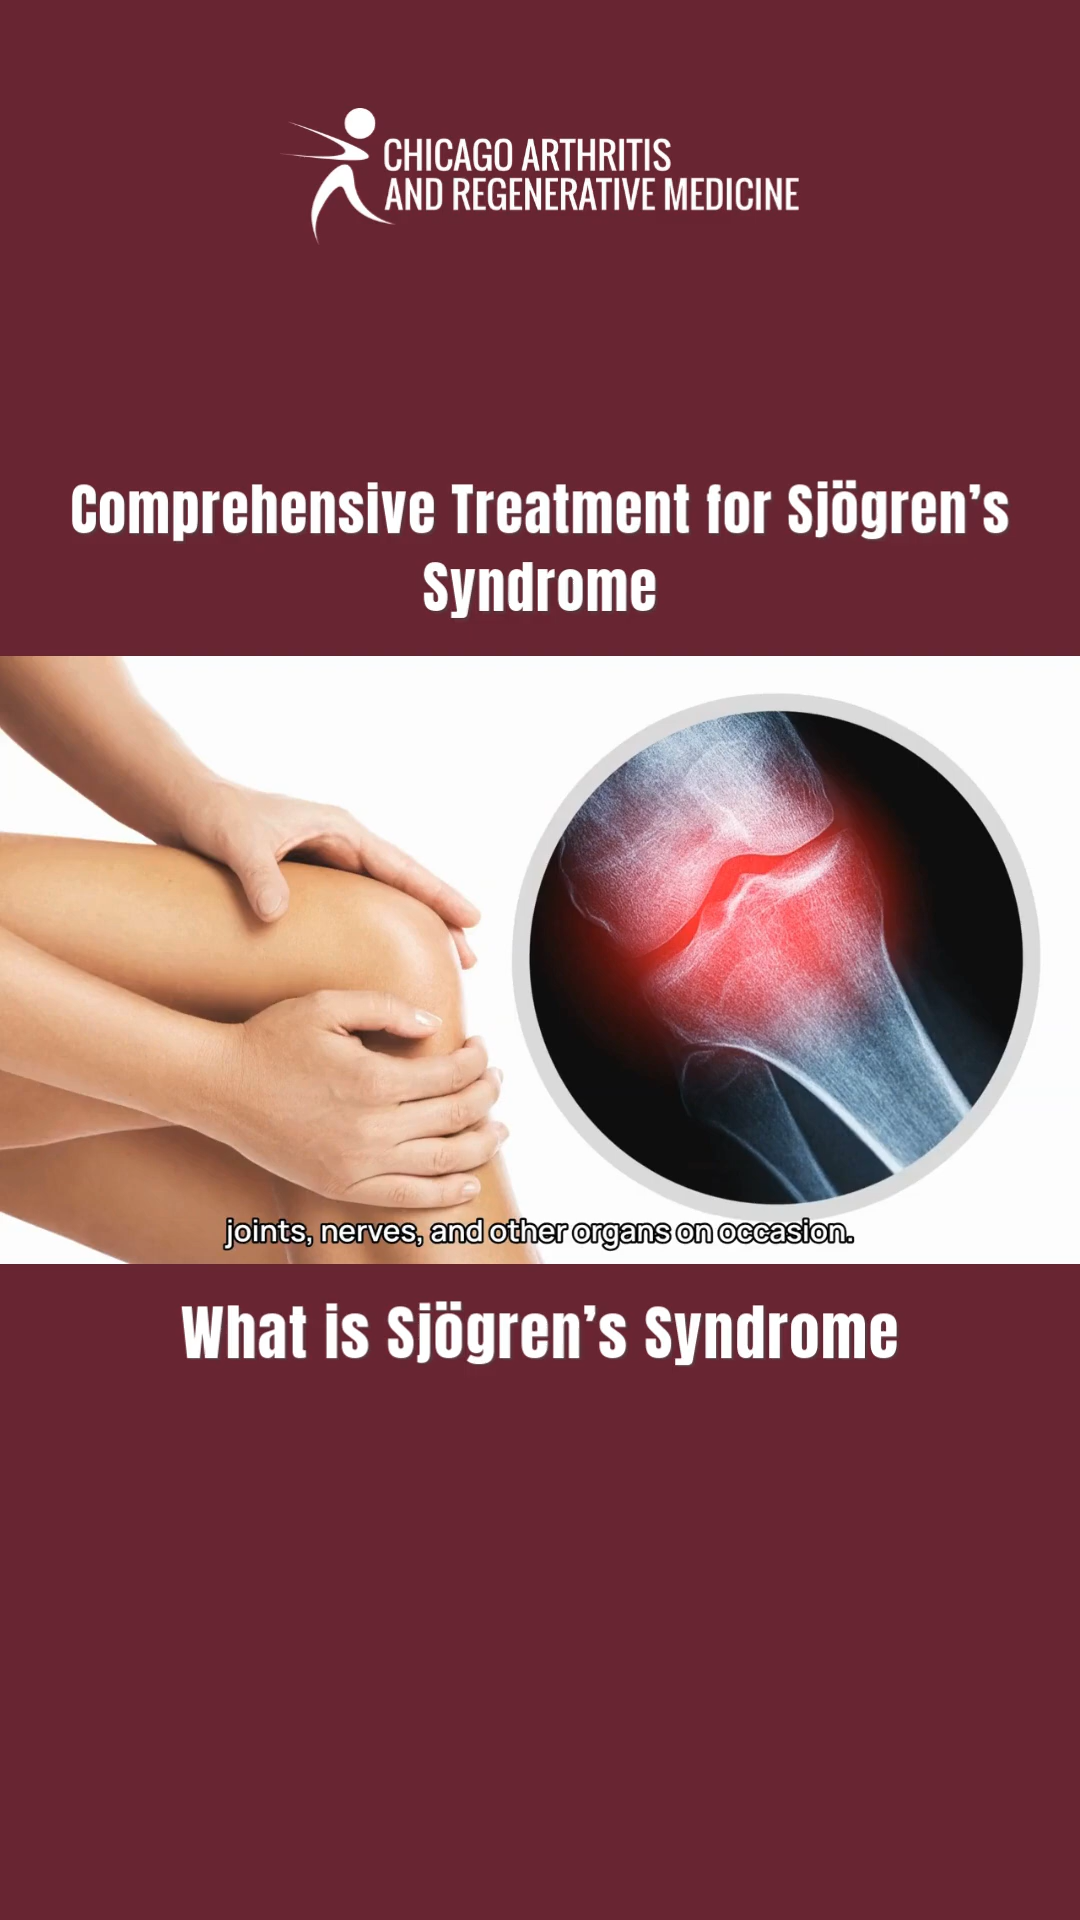 CHICAGO ARTHRITIS
AND REGENERATIVE MEDICINE
Comprehensive Treatment for Sjögren’s
Syndrome
joints, nerves, and other organs on occasion.
What is Sjögren’s Syndrome